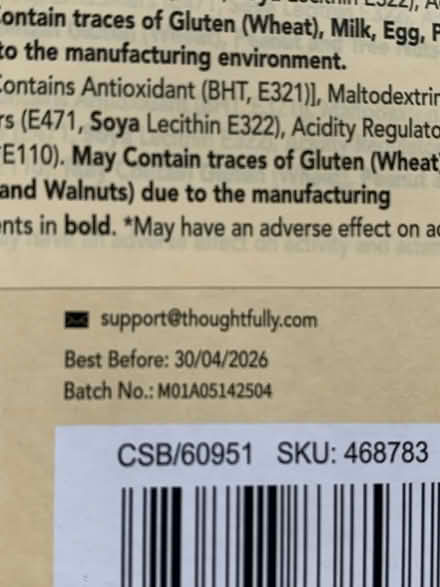 Contain traces of Gluten (Wheat), Milk, Egg,
to the manufacturing environment.
Contains Antioxidant (BHT, E321)], Maltodextrin
rs (E471, Soya Lecithin E322), Acidity Regulato
E110). May Contain traces of Gluten (Wheat)
and Walnuts) due to the manufacturing
nts in bold. *May have an adverse effect on ac
support@thoughtfully.com
Best Before: 30/04/2026
Batch No.: M01A05142504
CSB/60951 SKU: 468783